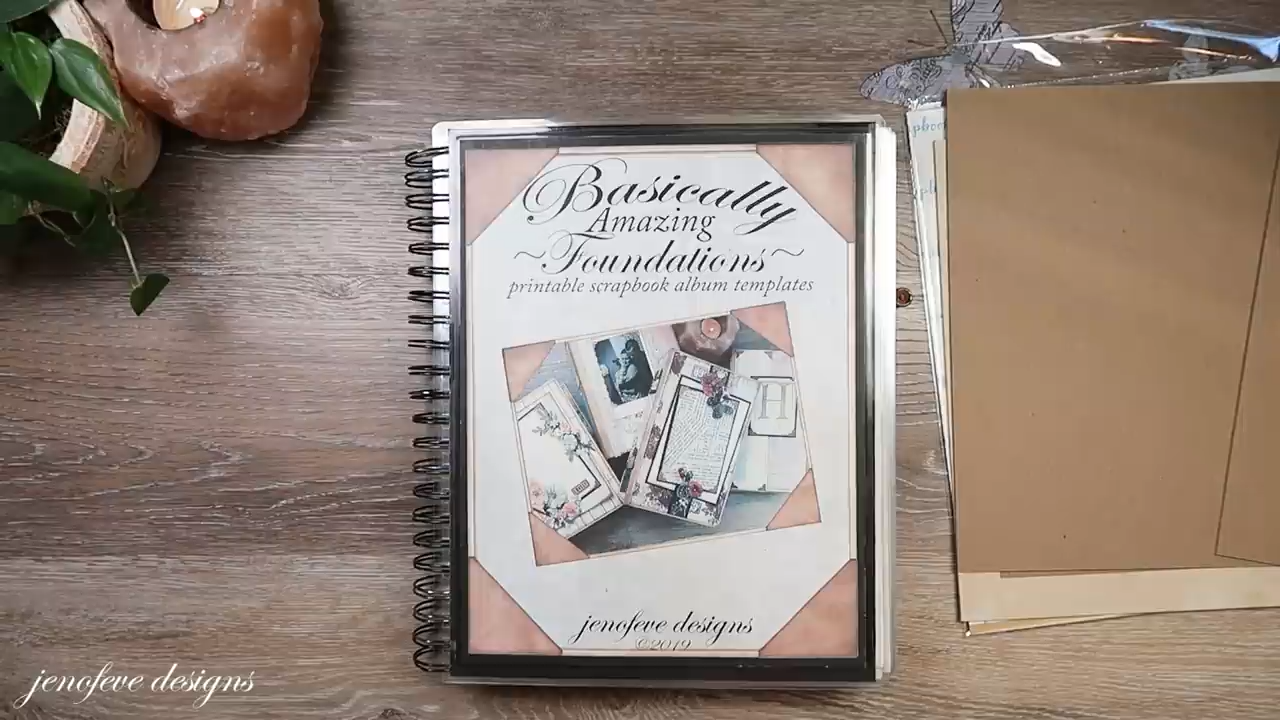 Basically
Amazing
~Foundations~
printable scrapbook album templates
H
jenofeve designs
©2019
jenofeve designs